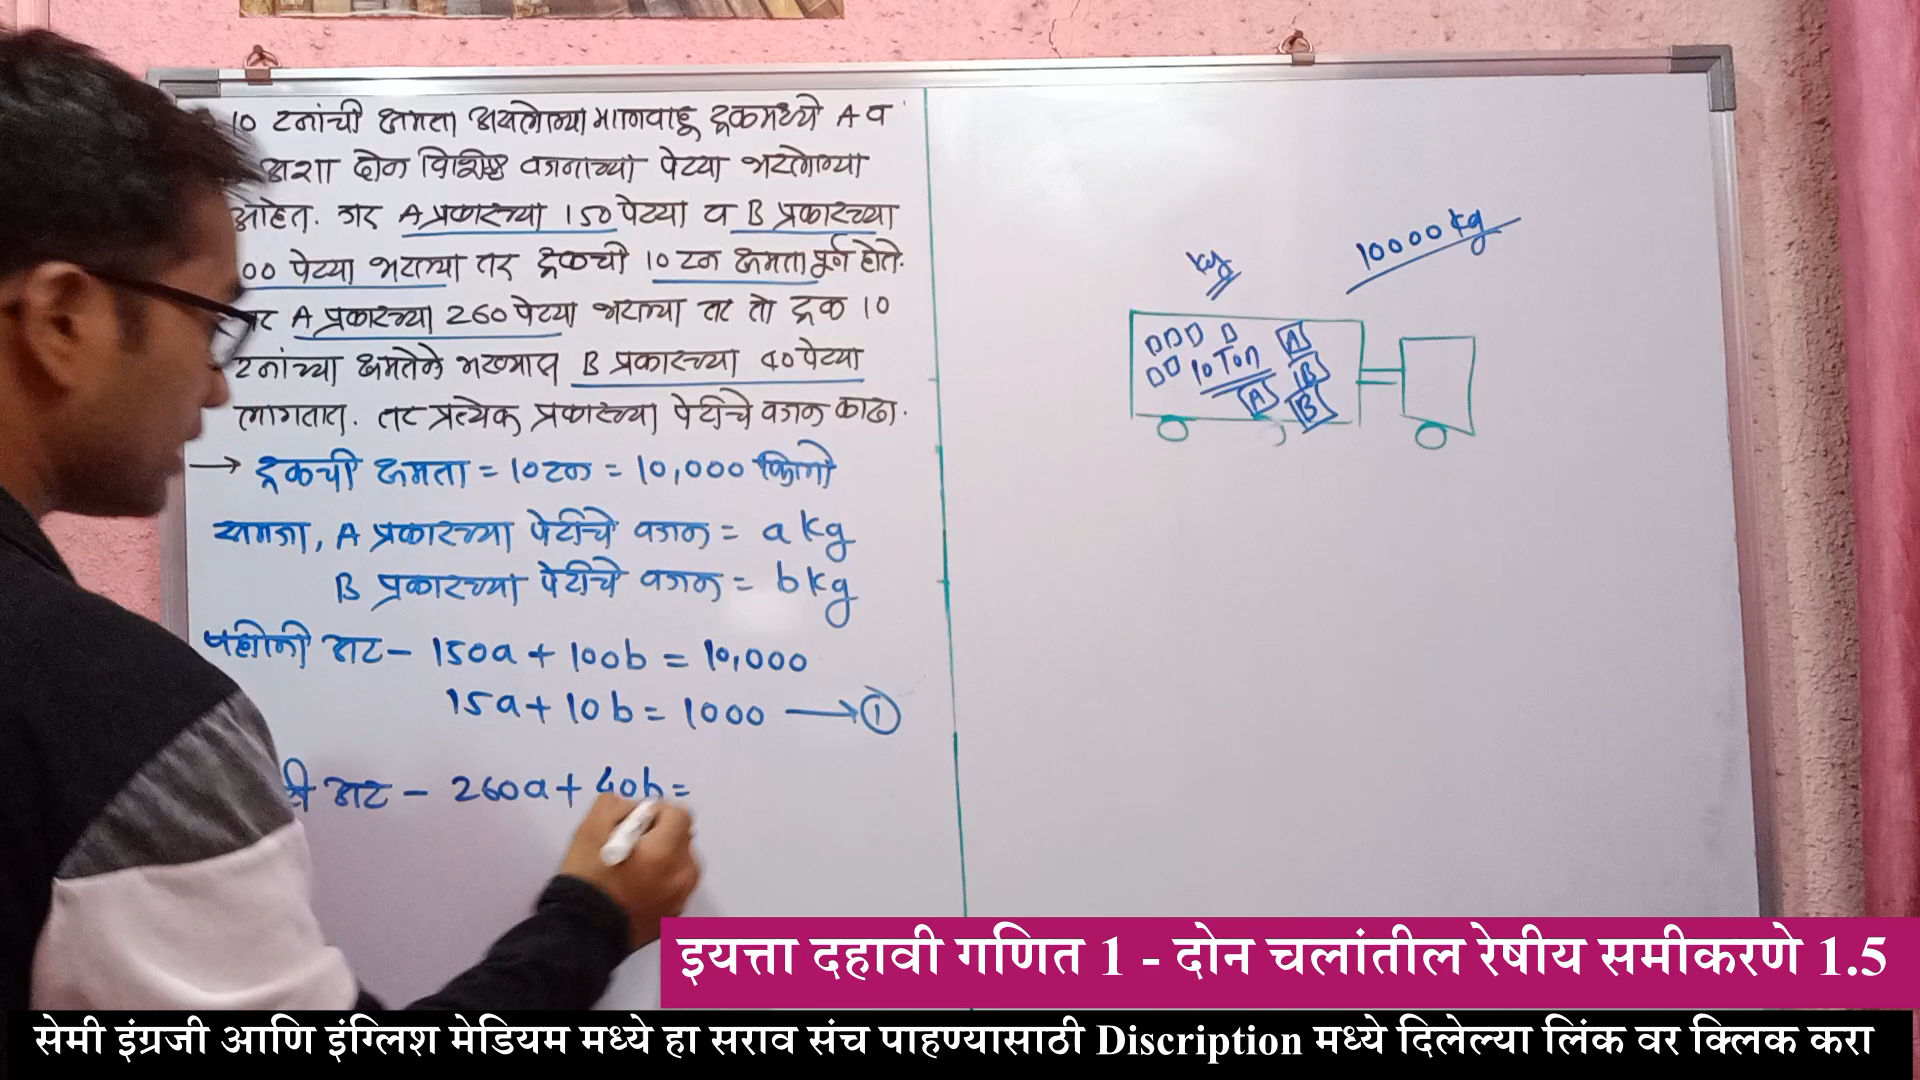 10 टनांची क्षमता असलेल्या मालवाहू ट्रकमध्ये A व
अशा दोन विशिष्ट वजनाच्या पेट्या भरलेल्या
आहेत. जर A प्रकारच्या 150 पेट्या व B प्रकारच्या
00 पेट्या भरल्या तर ट्रकची 10 टन क्षमता पूर्ण होते.
A प्रकारच्या 260 पेट्या भरल्या तर तो ट्रक 10
टनांच्या क्षमतेने भरण्यास B प्रकारच्या 40 पेट्या
लागतात. तर प्रत्येक प्रकारच्या पेटीचे वजन काढा.
→ ट्रकची क्षमता = 10 टन = 10,000 किलो
समजा, A प्रकारच्या पेटीचे वजन = a kg
B प्रकारच्या पेटीचे वजन = b kg
पहिली अट – 150a + 100b = 10,000
15a + 10b = 1000 → ①
अट – 260a + 40b =
kg
10000 kg
10 Ton
A
B
A
B
इयत्ता दहावी गणित 1 - दोन चलांतील रेषीय समीकरणे 1.5
सेमी इंग्रजी आणि इंग्लिश मेडियम मध्ये हा सराव संच पाहण्यासाठी Discription मध्ये दिलेल्या लिंक वर क्लिक करा